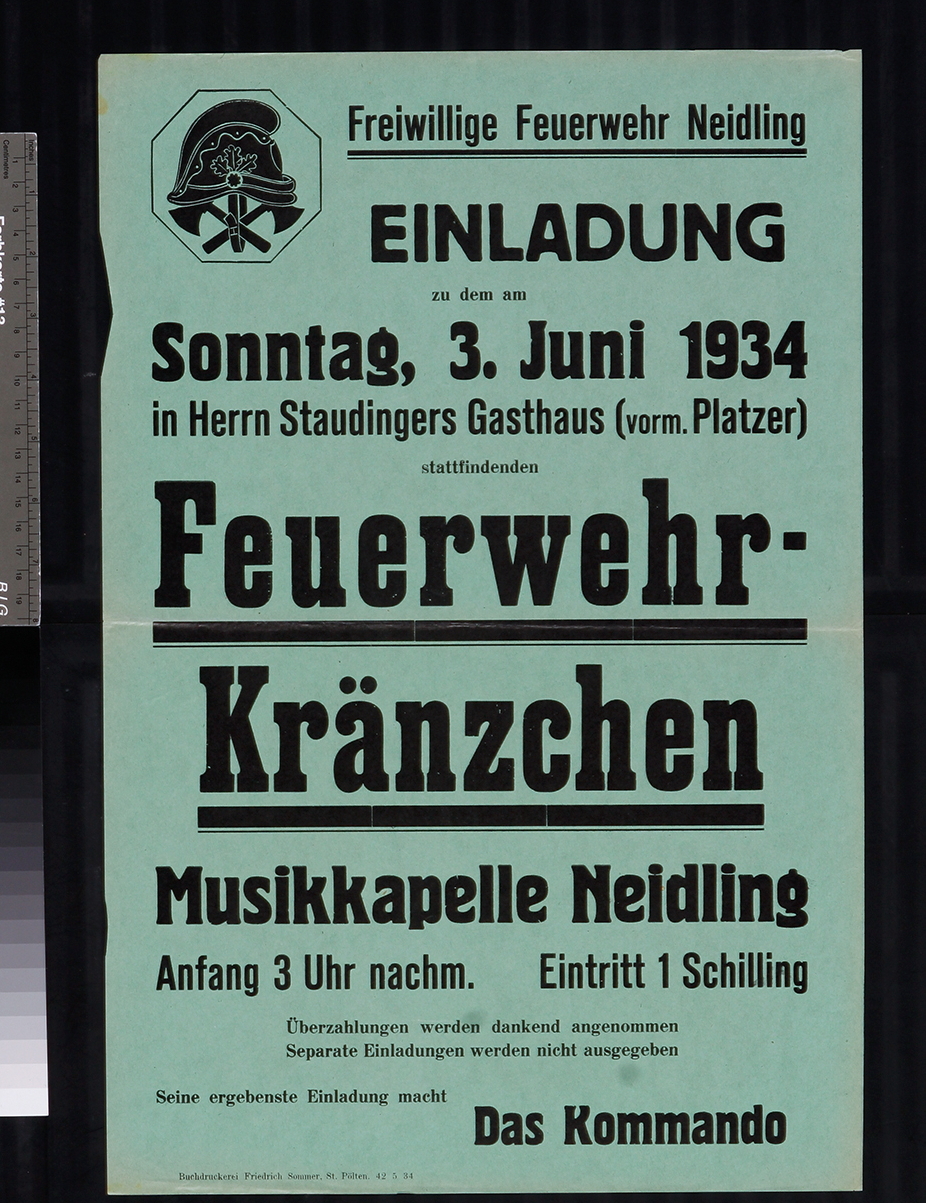 Freiwillige Feuerwehr Neidling
EINLADUNG
zu dem am
Sonntag, 3. Juni 1934
in Herrn Staudingers Gasthaus (vorm. Platzer)
stattfindenden
Feuerwehr-
Kränzchen
Musikkapelle Neidling
Anfang 3 Uhr nachm. Eintritt 1 Schilling
Überzahlungen werden dankend angenommen
Separate Einladungen werden nicht ausgegeben
Seine ergebenste Einladung macht
Das Kommando
Buchdruckerei Friedrich Sommer, St. Pölten. 42 5 34
Centimetres
Inches